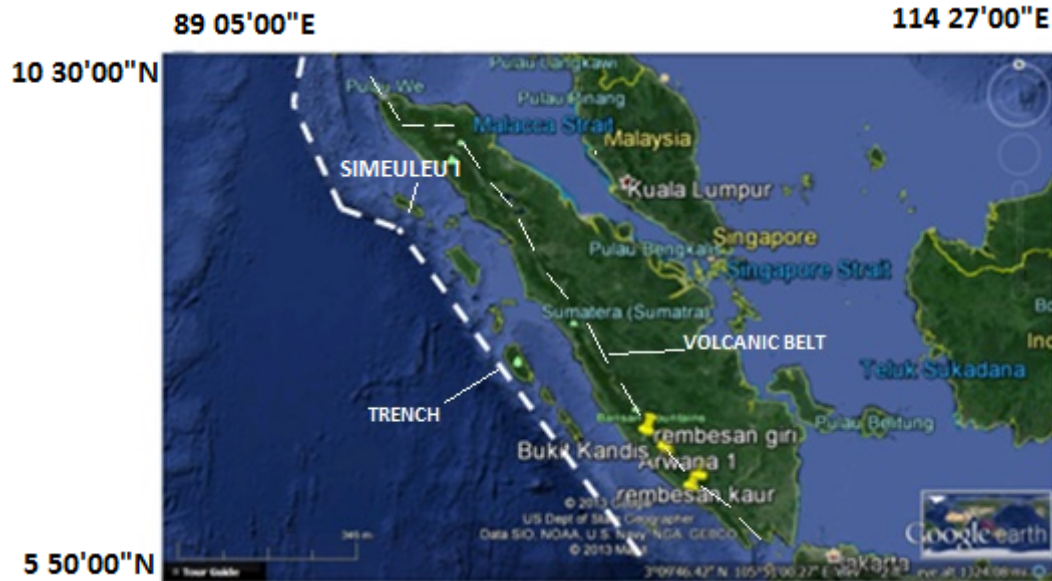 89 05'00"E
114 27'00"E
10 30'00"N
Pulau Langkawi
Pulau We
Pulau Pinang
Malacca Strait
Malaysia
SIMEULEU I
Kuala Lumpur
Pulau Bengkalis
Singapore
Singapore Strait
Sumatera (Sumatra)
VOLCANIC BELT
Teluk Sukadana
TRENCH
Pulau Belitung
rembesan giri
Bukit Kandis
Arwana 1
rembesan kaur
© 2013 Google
US Dept of State Geographer
Data SIO, NOAA, U.S. Navy, NGA, GEBCO
© 2013 MapIt
Google earth
Jakarta
5 50'00"N
Tour Guide